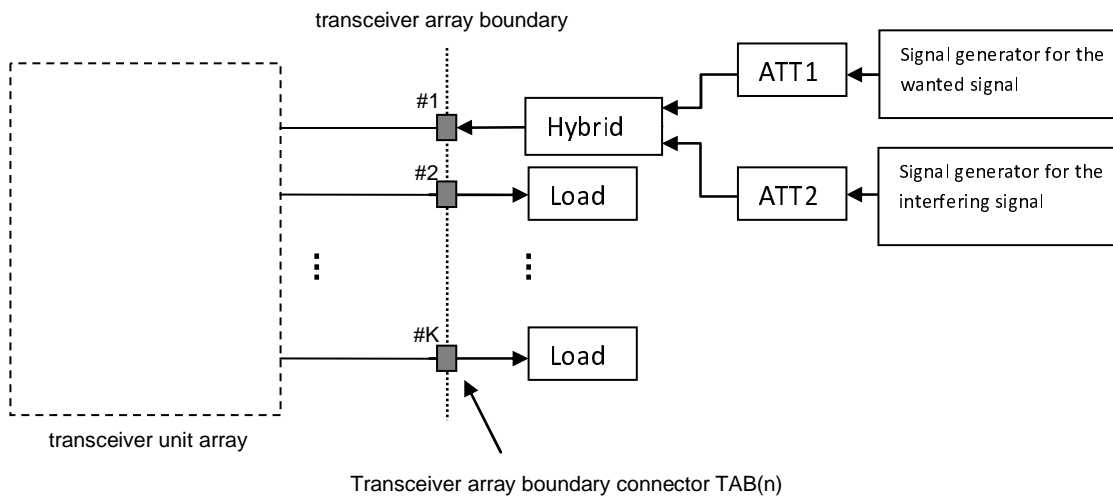 transceiver array boundary
#1
Hybrid
ATT1
Signal generator for the
wanted signal
#2
Load
ATT2
Signal generator for the
interfering signal
#K
Load
transceiver unit array
Transceiver array boundary connector TAB(n)